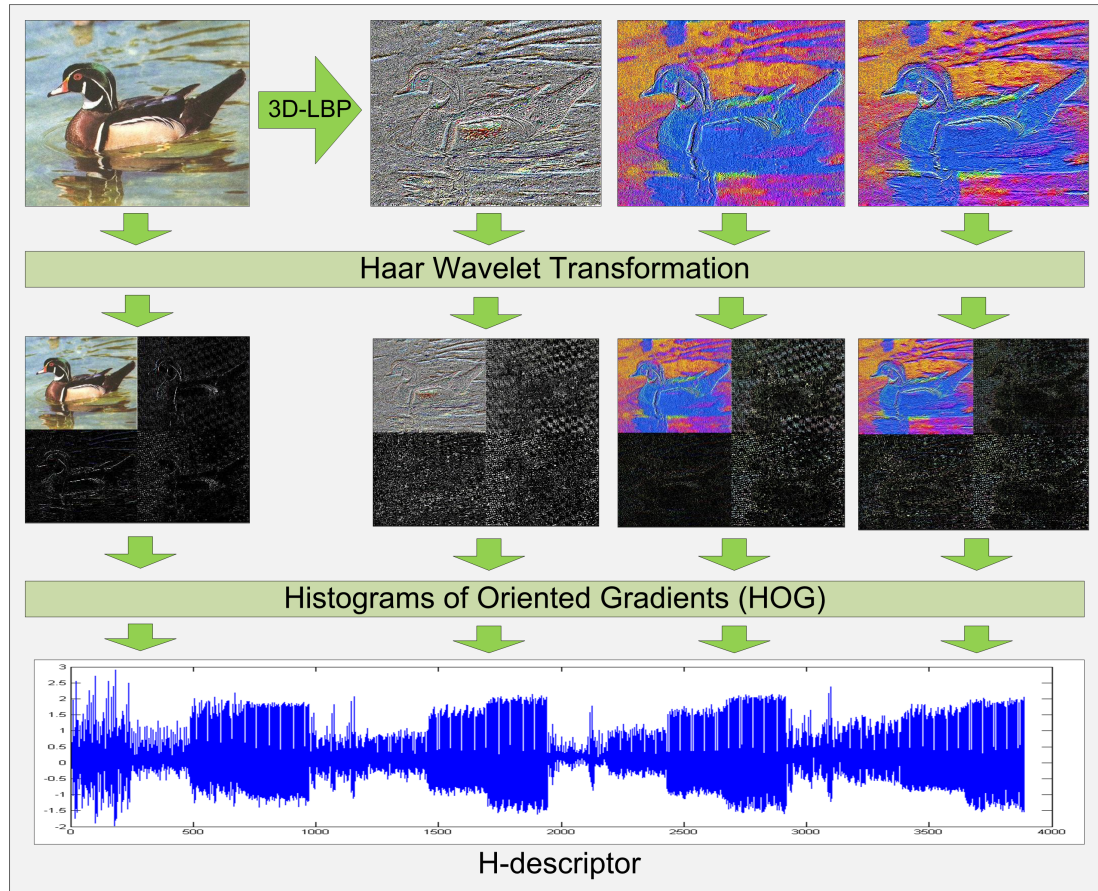 3D-LBP
Haar Wavelet Transformation
Histograms of Oriented Gradients (HOG)
3
2.5
2
1.5
1
0.5
0
-0.5
-1
-1.5
-2
0 500 1000 1500 2000 2500 3000 3500 4000
H-descriptor